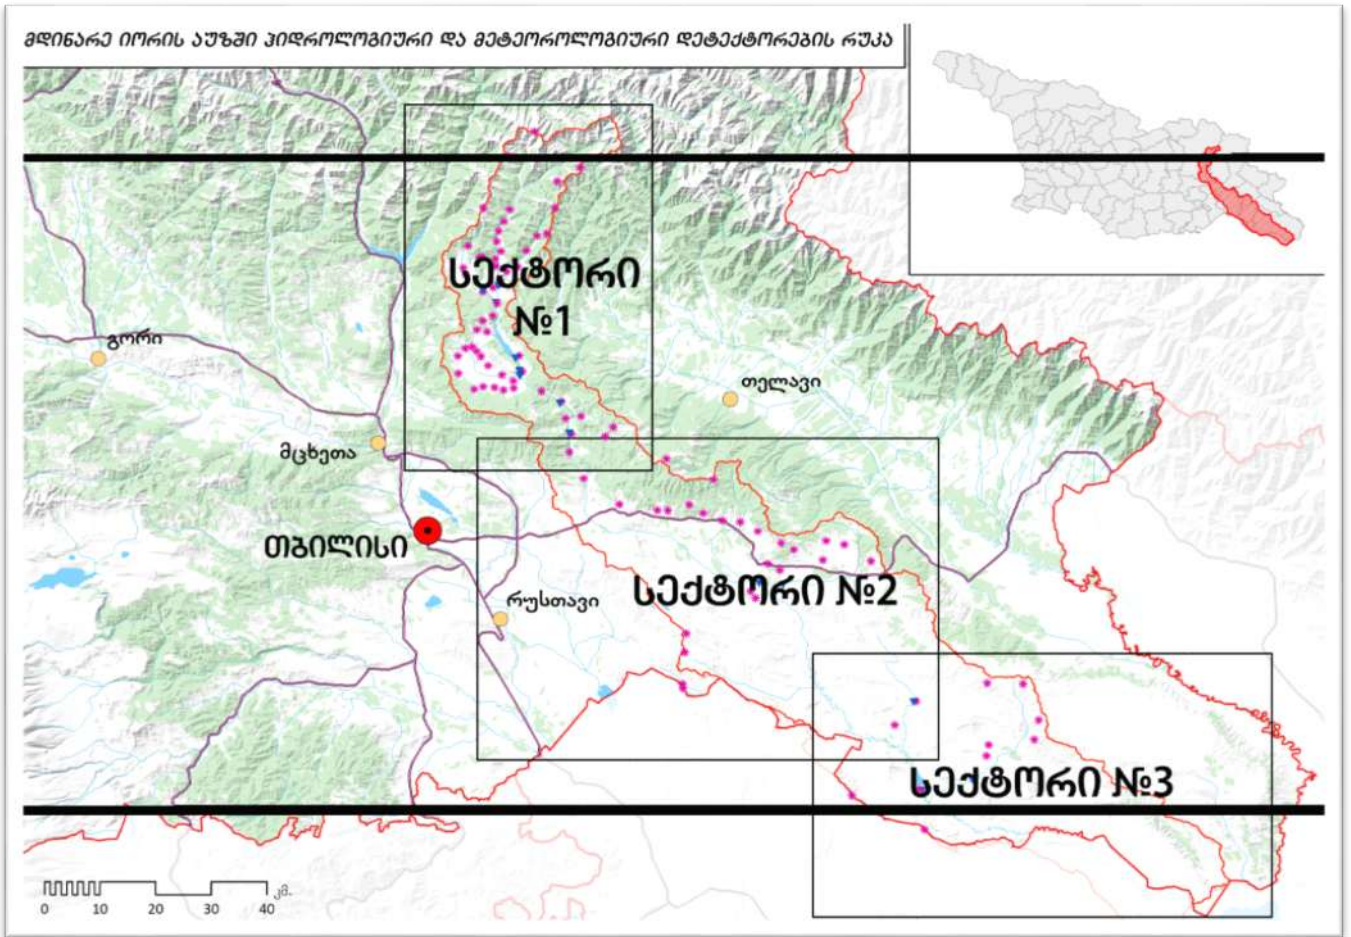 მდინარე იორის აუზში ჰიდროლოგიური და მეტეოროლოგიური დეტექტორების რუკა
სექტორი
№1
გორი
თელავი
მცხეთა
თბილისი
რუსთავი
სექტორი №2
სექტორი №3
კმ.
0 10 20 30 40